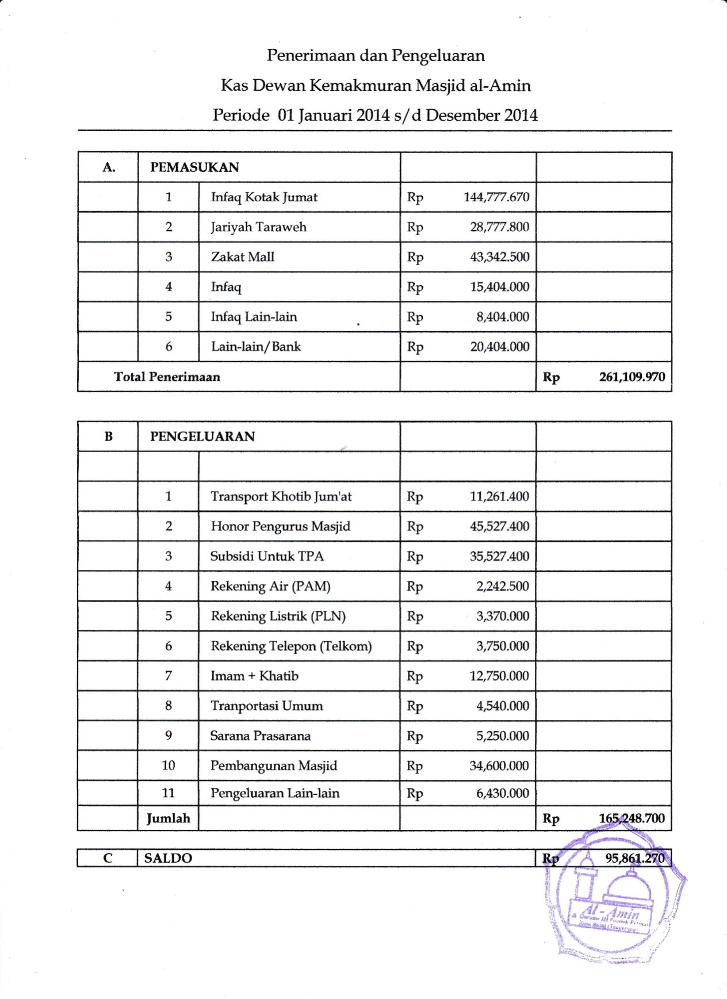 Penerimaan dan Pengeluaran
Kas Dewan Kemakmuran Masjid al-Amin
Periode 01 Januari 2014 s/d Desember 2014
A. PEMASUKAN
1 Infaq Kotak Jumat Rp 144,777.670
2 Jariyah Taraweh Rp 28,777.800
3 Zakat Mall Rp 43,342.500
4 Infaq Rp 15,404.000
5 Infaq Lain-lain Rp 8,404.000
6 Lain-lain/Bank Rp 20,404.000
Total Penerimaan Rp 261,109.970
B PENGELUARAN
1 Transport Khotib Jum'at Rp 11,261.400
2 Honor Pengurus Masjid Rp 45,527.400
3 Subsidi Untuk TPA Rp 35,527.400
4 Rekening Air (PAM) Rp 2,242.500
5 Rekening Listrik (PLN) Rp 3,370.000
6 Rekening Telepon (Telkom) Rp 3,750.000
7 Imam + Khatib Rp 12,750.000
8 Tranportasi Umum Rp 4,540.000
9 Sarana Prasarana Rp 5,250.000
10 Pembangunan Masjid Rp 34,600.000
11 Pengeluaran Lain-lain Rp 6,430.000
Jumlah Rp 165,248.700
C SALDO Rp 95,861.270
Al - Amin
III Pondok Permai
Kuta Bumi (Tangerang)